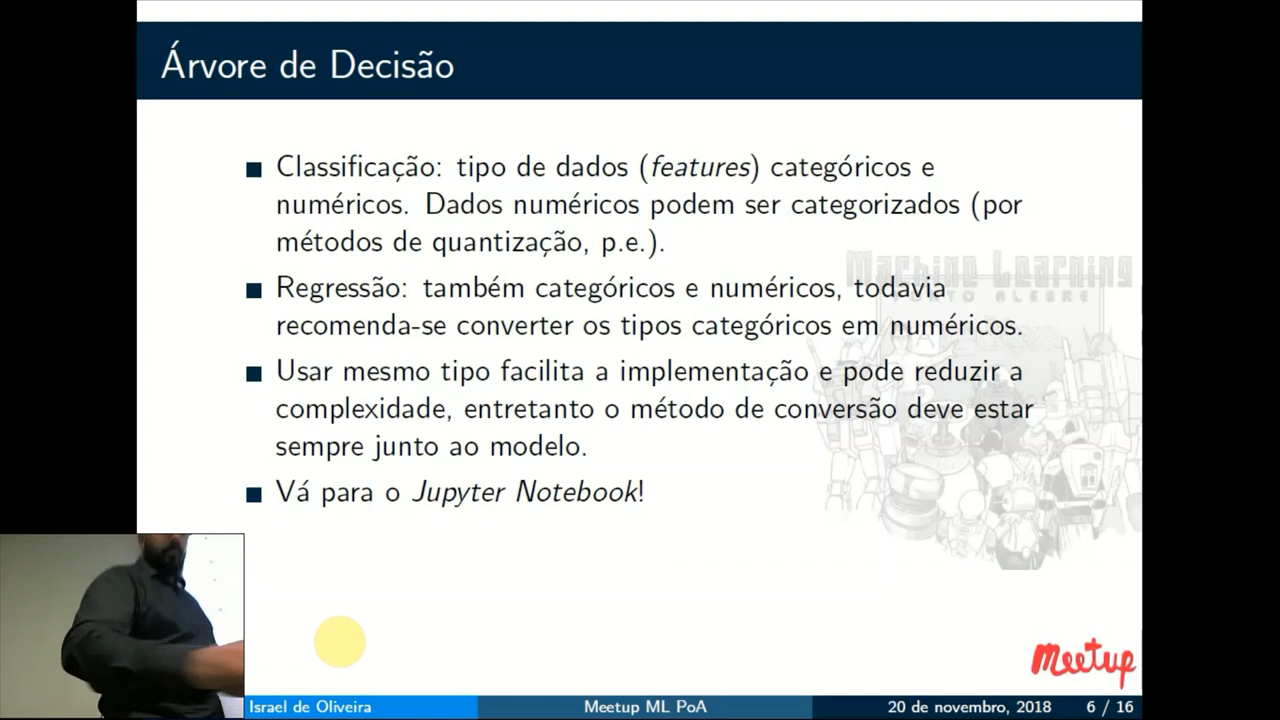 Árvore de Decisão
Classificação: tipo de dados (features) categóricos e
numéricos. Dados numéricos podem ser categorizados (por
métodos de quantização, p.e.).
Regressão: também categóricos e numéricos, todavia
recomenda-se converter os tipos categóricos em numéricos.
Usar mesmo tipo facilita a implementação e pode reduzir a
complexidade, entretanto o método de conversão deve estar
sempre junto ao modelo.
Vá para o Jupyter Notebook!
Machine Learning
PORTO ALEGRE
Meetup
Israel de Oliveira
Meetup ML PoA
20 de novembro, 2018
6 / 16